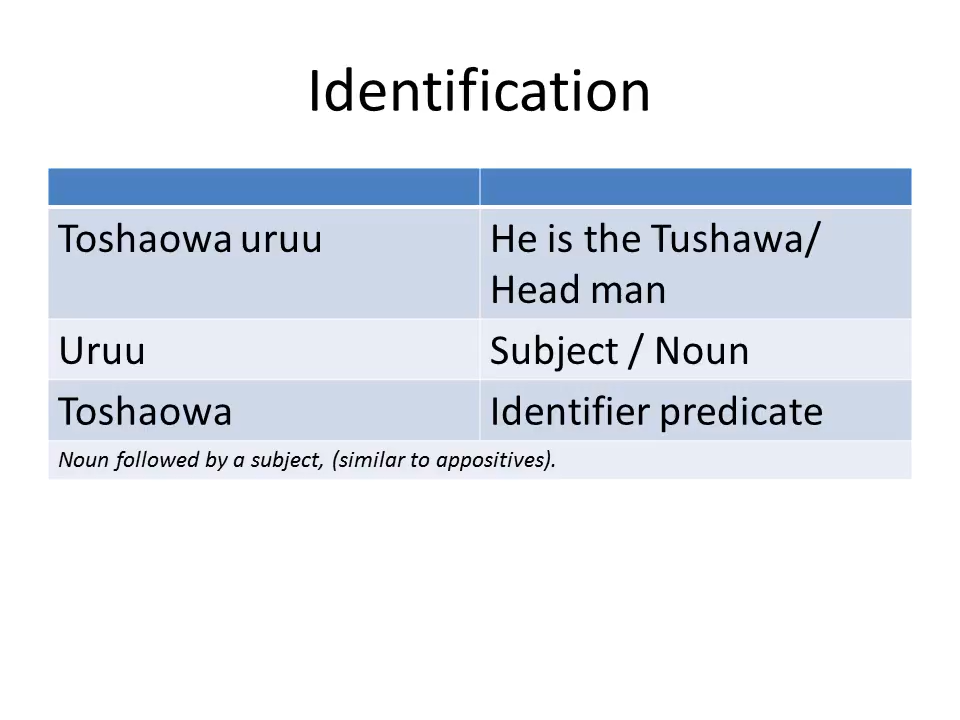 Identification
Toshaowa uruu
He is the Tushawa/
Head man
Uruu
Subject / Noun
Toshaowa
Identifier predicate
Noun followed by a subject, (similar to appositives).